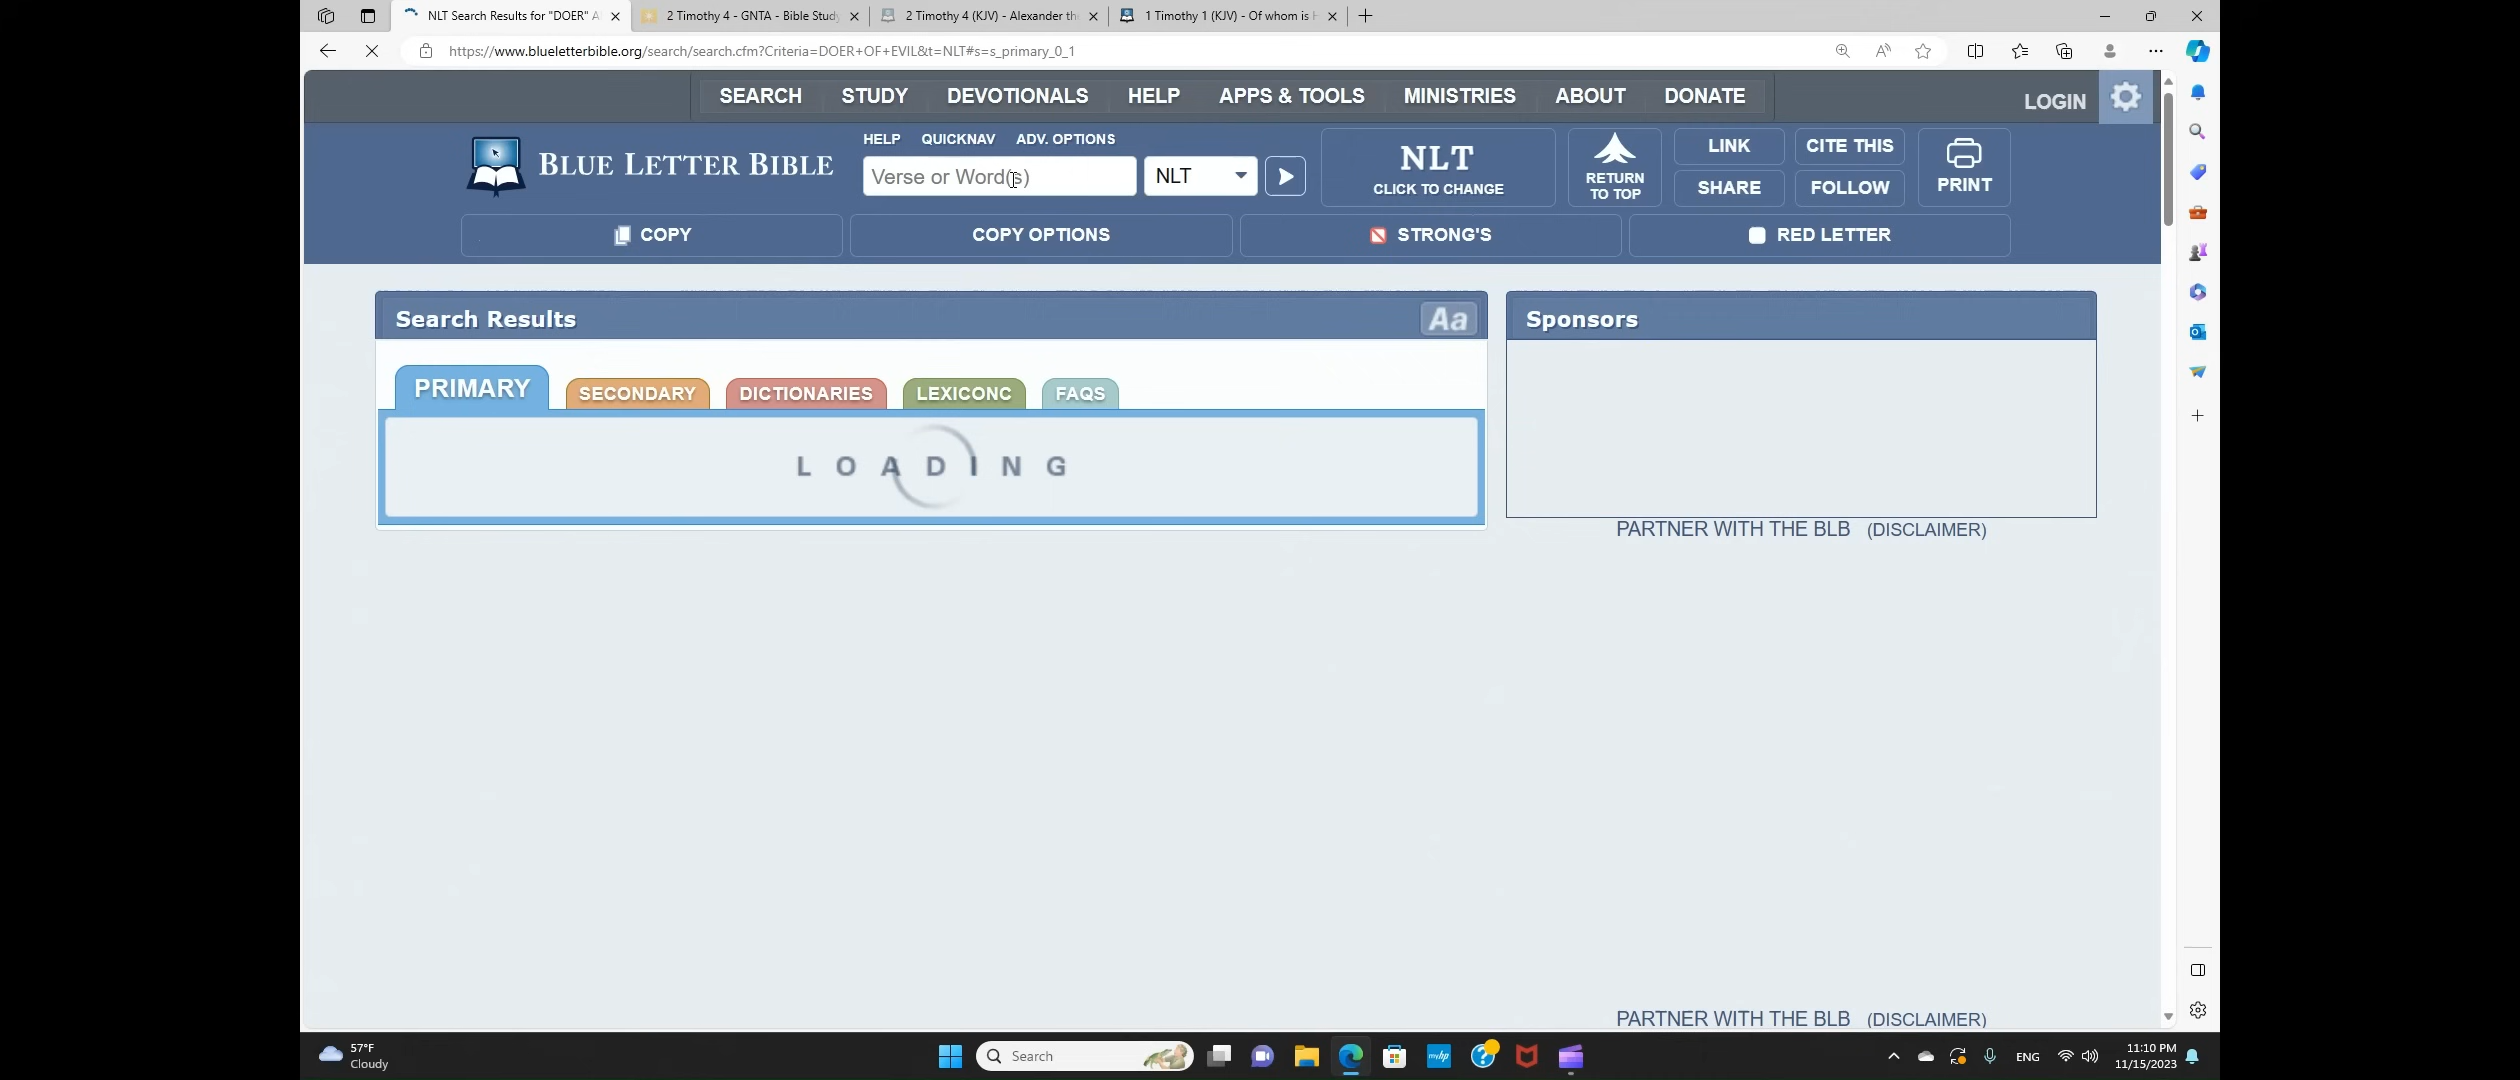 NLT Search Results for "DOER" A
2 Timothy 4 - GNTA - Bible Study
2 Timothy 4 (KJV) - Alexander the
1 Timothy 1 (KJV) - Of whom is H
https://www.blueletterbible.org/search/search.cfm?Criteria=DOER+OF+EVIL&t=NLT#s=s_primary_0_1
SEARCH STUDY DEVOTIONALS HELP APPS & TOOLS MINISTRIES ABOUT DONATE
LOGIN
HELP QUICKNAV ADV. OPTIONS
BLUE LETTER BIBLE
Verse or Word(s)
NLT
NLT
CLICK TO CHANGE
RETURN
TO TOP
LINK
CITE THIS
SHARE
FOLLOW
PRINT
COPY
COPY OPTIONS
STRONG'S
RED LETTER
Search Results
Aa
Sponsors
PRIMARY
SECONDARY
DICTIONARIES
LEXICONC
FAQS
LOADING
PARTNER WITH THE BLB (DISCLAIMER)
PARTNER WITH THE BLB (DISCLAIMER)
57°F
Cloudy
Search
myhp
ENG
11:10 PM
11/15/2023